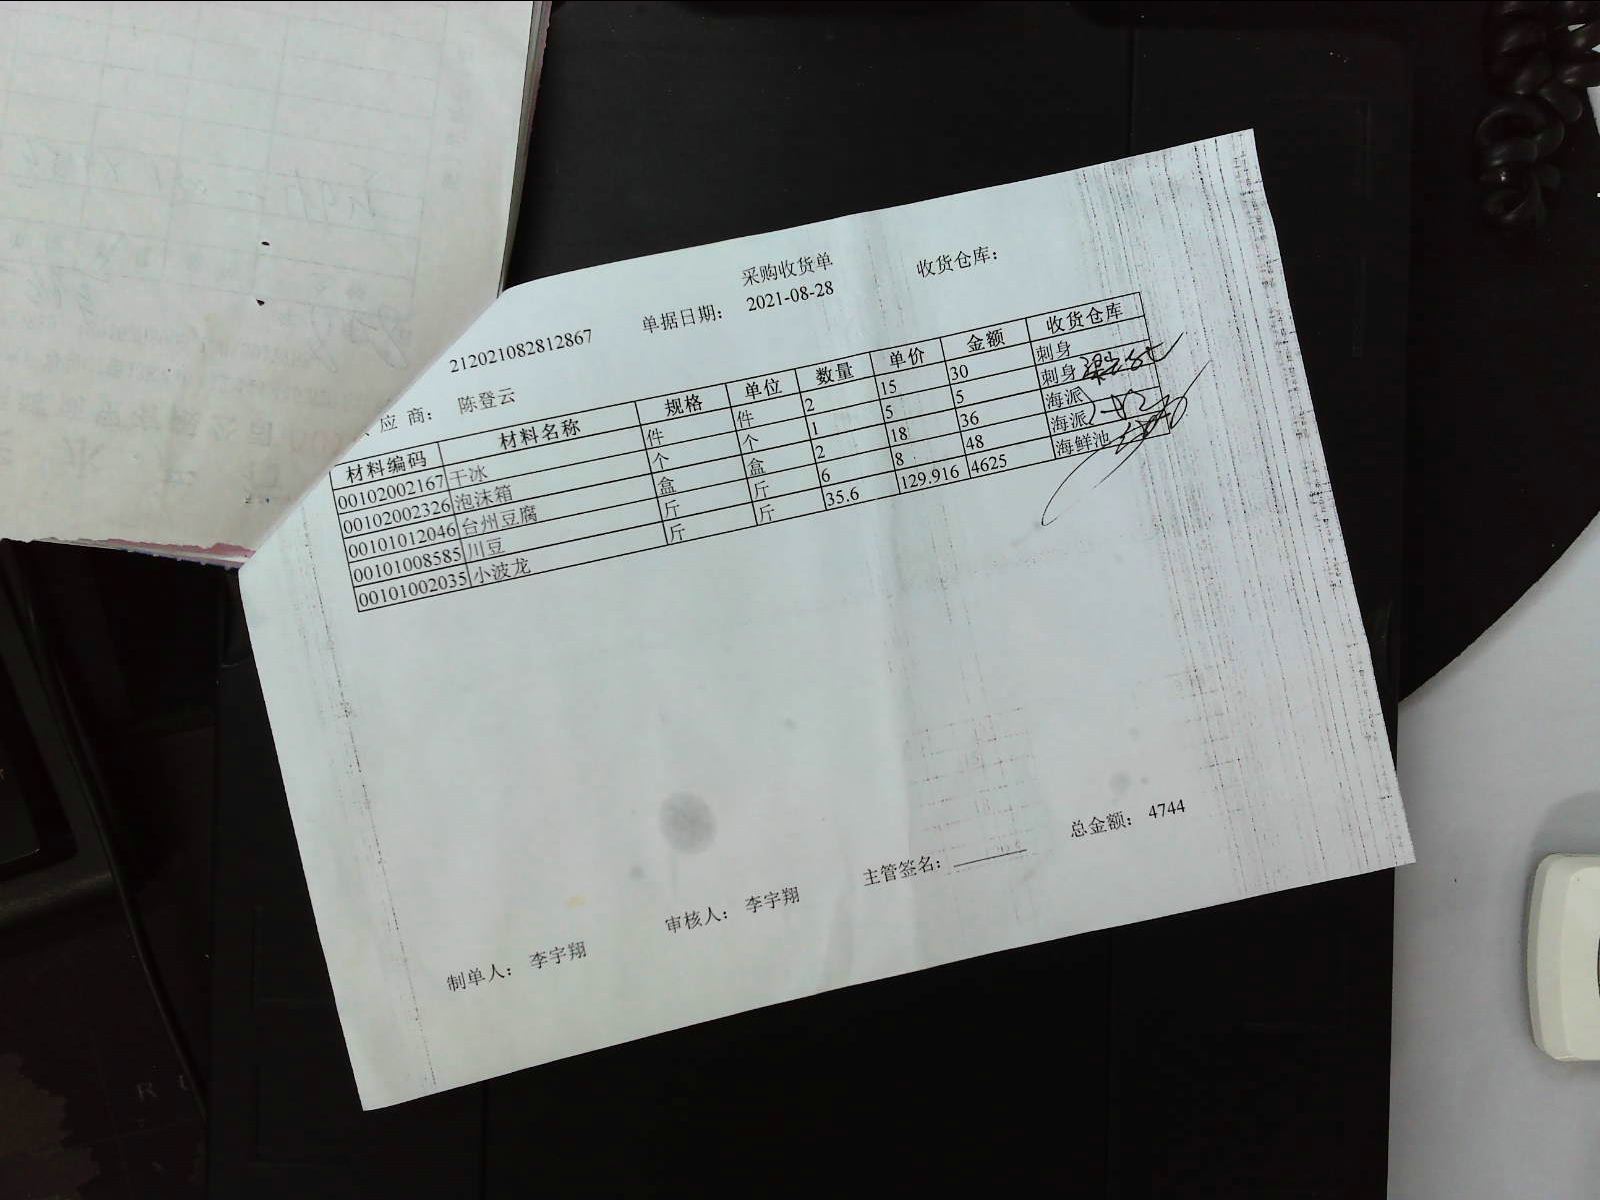 采购收货单
212021082812867 单据日期： 2021-08-28 收货仓库：
应 商： 陈登云
材料编码 材料名称 规格 单位 数量 单价 金额 收货仓库
00102002167 干冰 件 件 2 15 30 刺身
00102002326 泡沫箱 个 个 1 5 5 刺身
00101012046 台州豆腐 盒 盒 2 18 36 海派
00101008585 川豆 斤 斤 6 8 48 海派
00101002035 小波龙 斤 斤 35.6 129.916 4625 海鲜池
总金额： 4744
制单人： 李宇翔 审核人： 李宇翔 主管签名：